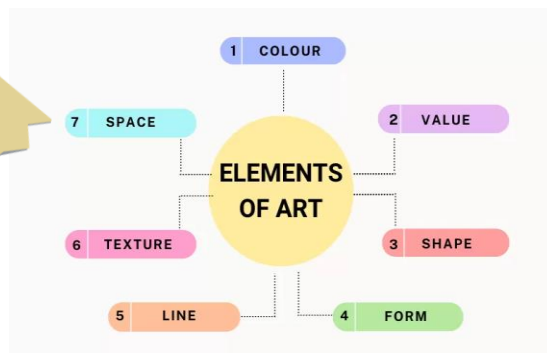 1 COLOUR
7 SPACE
2 VALUE
ELEMENTS
OF ART
6 TEXTURE
3 SHAPE
5 LINE
4 FORM